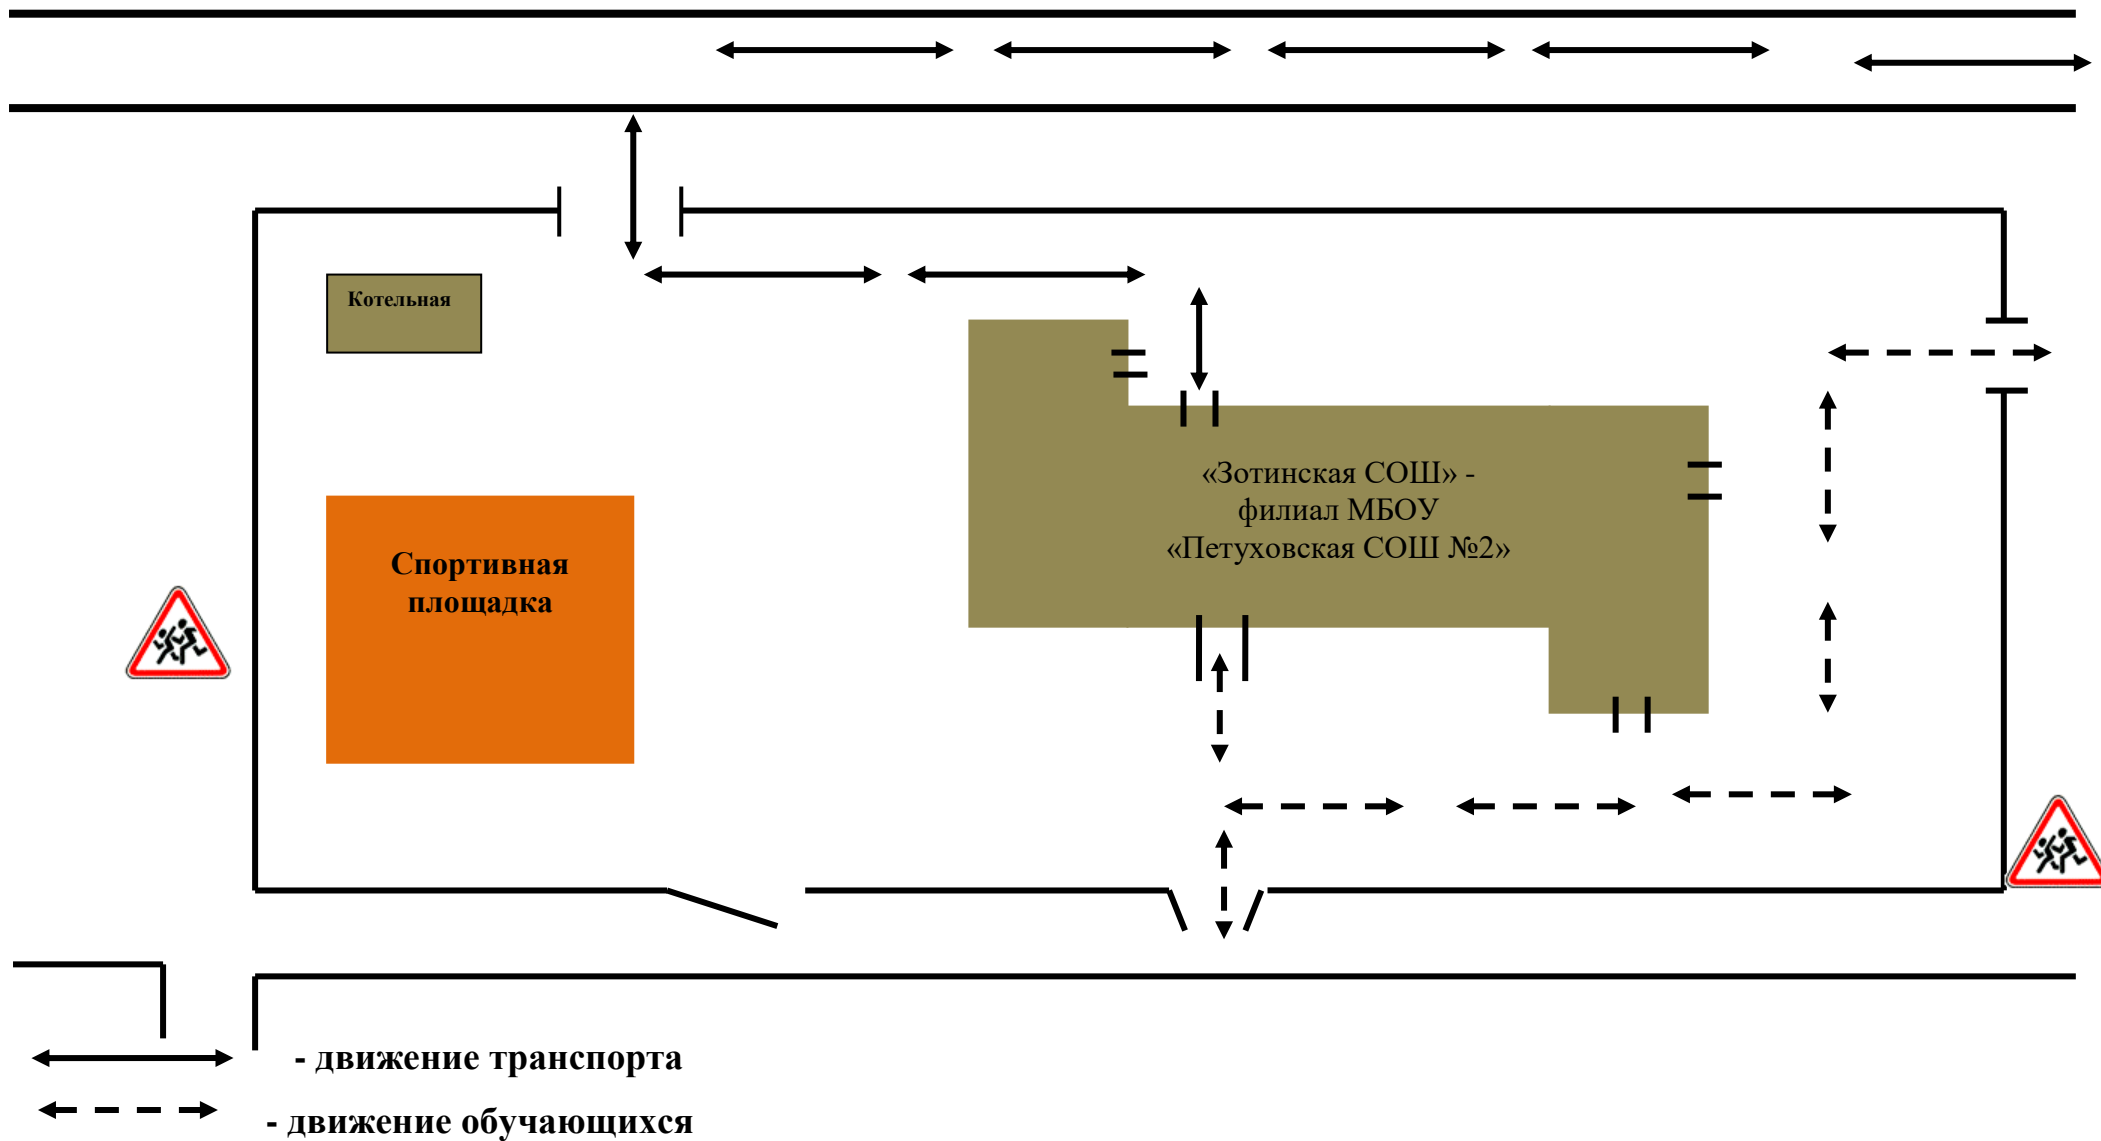 Котельная
«Зотинская СОШ» -
филиал МБОУ
«Петуховская СОШ №2»
Спортивная
площадка
- движение транспорта
- движение обучающихся